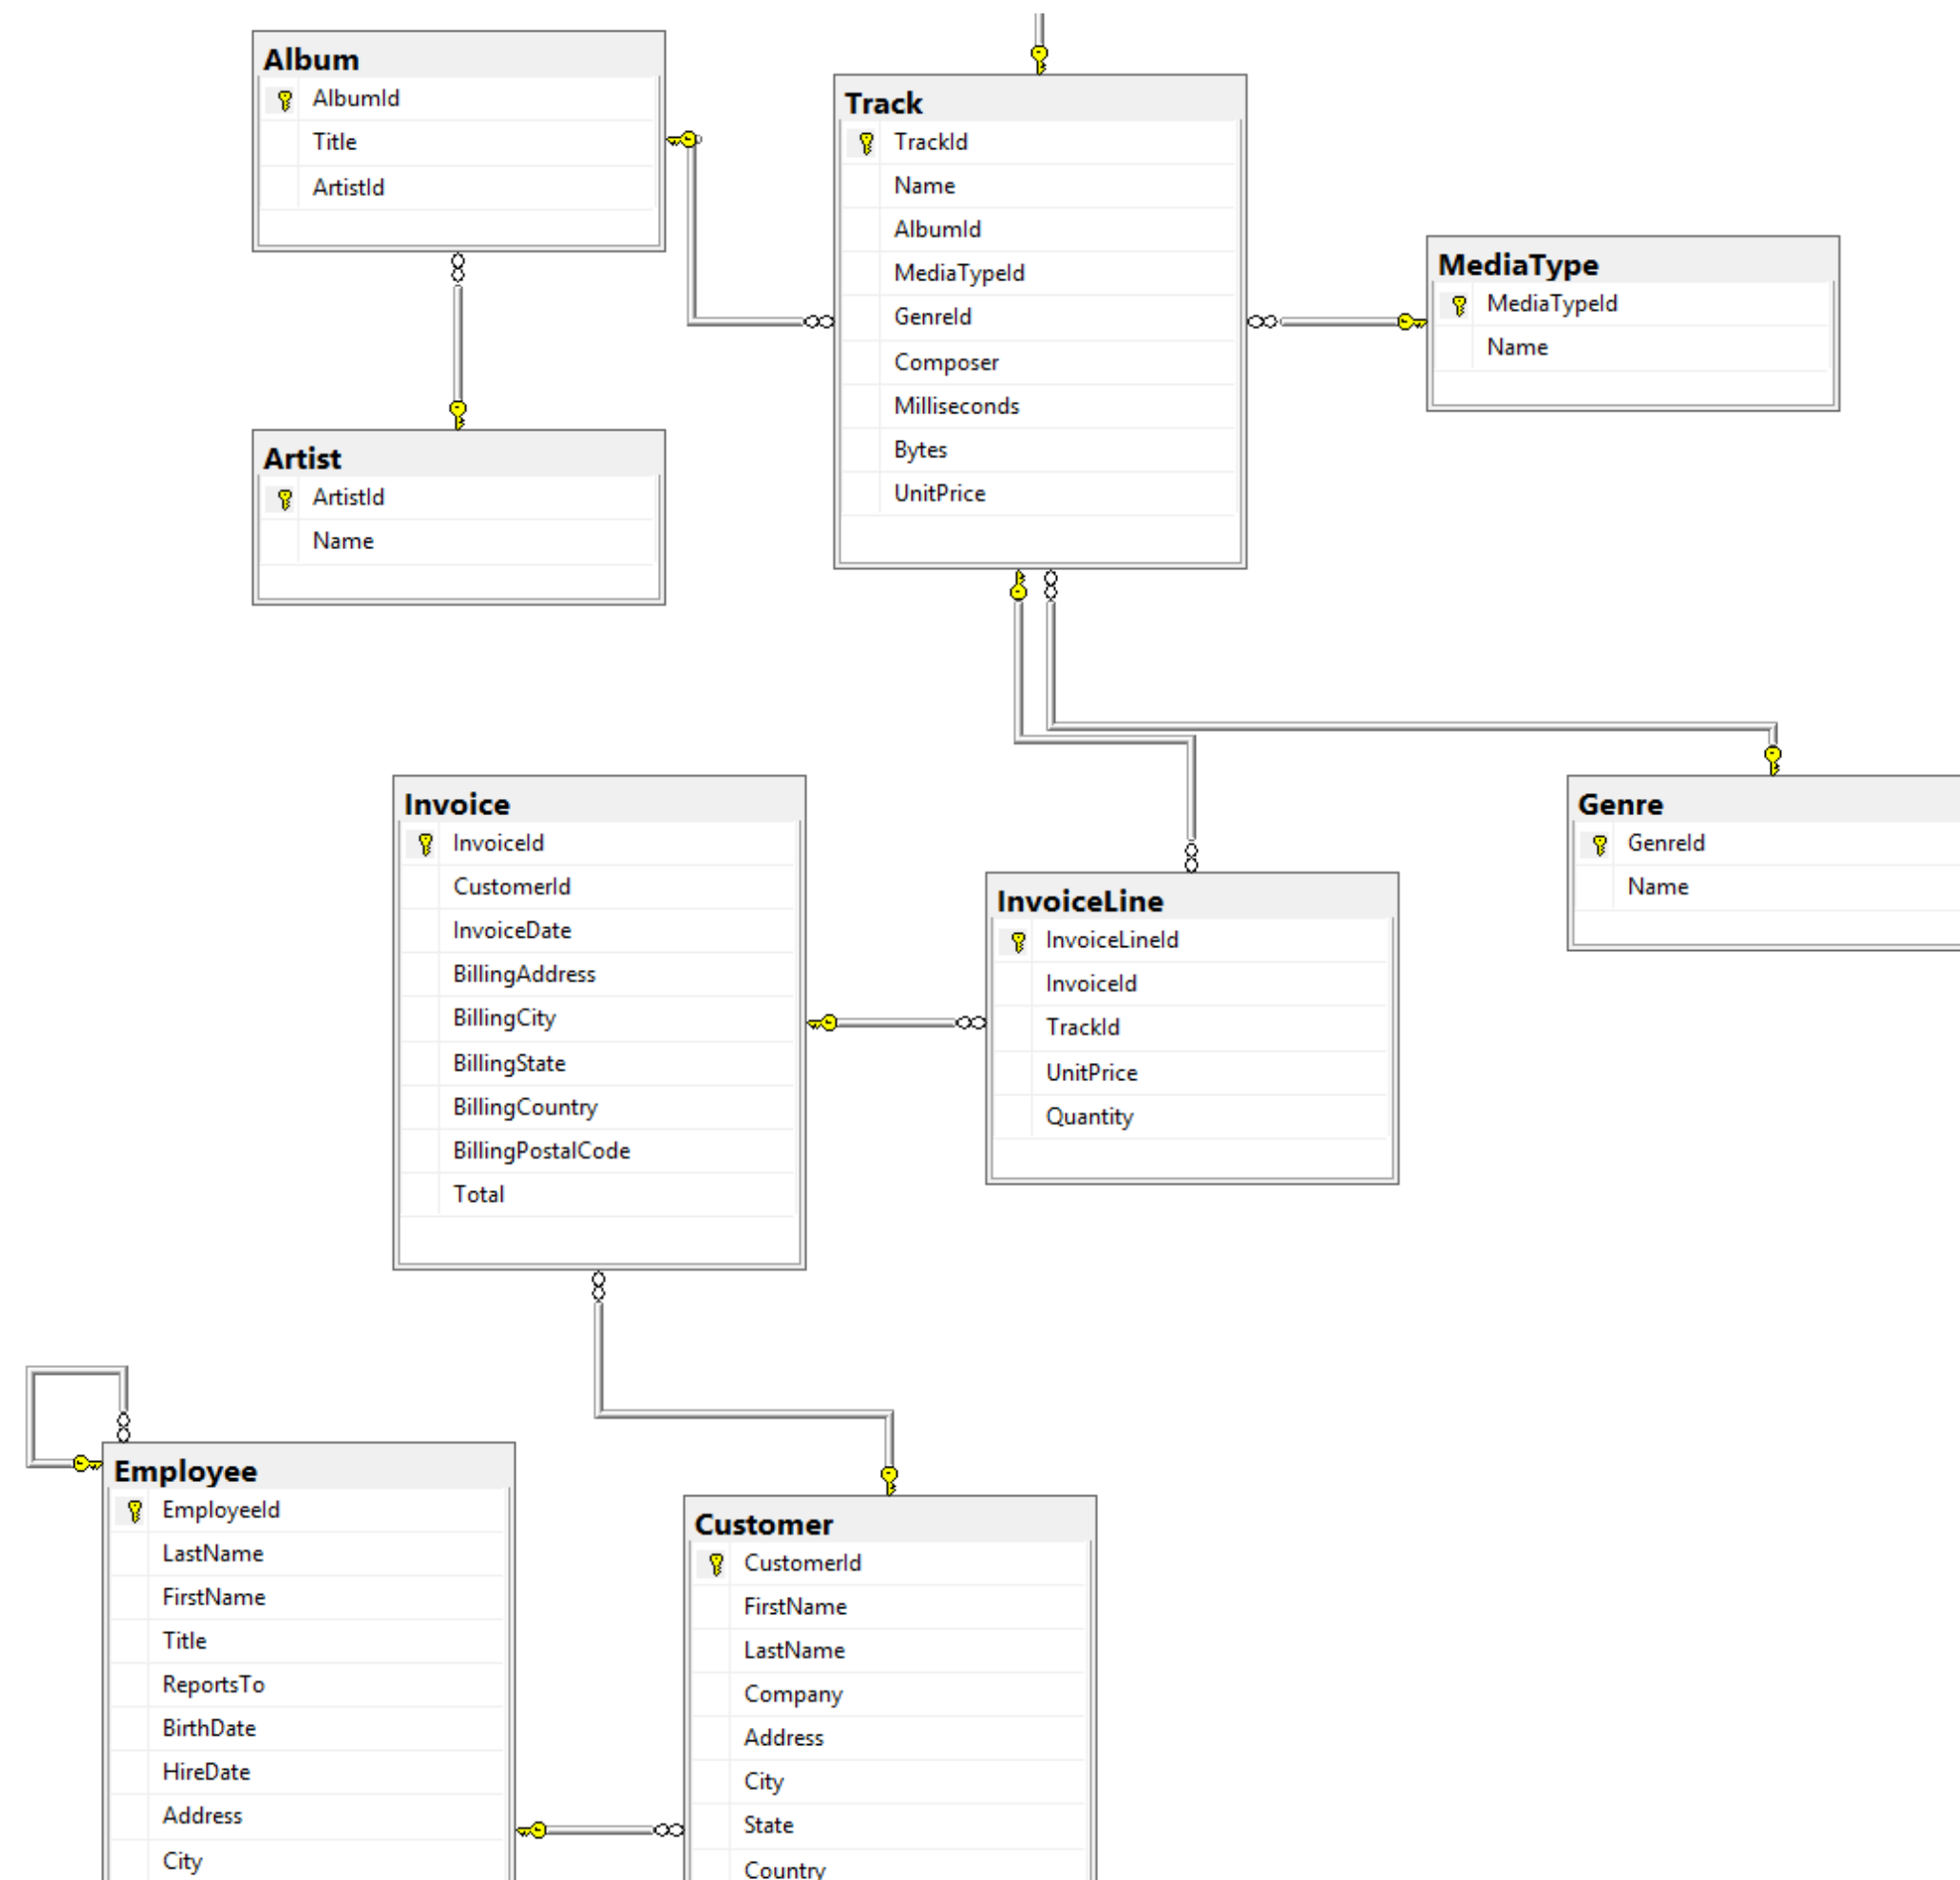 Album
AlbumId
Title
ArtistId
Track
TrackId
Name
AlbumId
MediaTypeId
GenreId
Composer
Milliseconds
Bytes
UnitPrice
MediaType
MediaTypeId
Name
Artist
ArtistId
Name
Invoice
InvoiceId
CustomerId
InvoiceDate
BillingAddress
BillingCity
BillingState
BillingCountry
BillingPostalCode
Total
InvoiceLine
InvoiceLineId
InvoiceId
TrackId
UnitPrice
Quantity
Genre
GenreId
Name
Employee
EmployeeId
LastName
FirstName
Title
ReportsTo
BirthDate
HireDate
Address
City
Customer
CustomerId
FirstName
LastName
Company
Address
City
State
Country